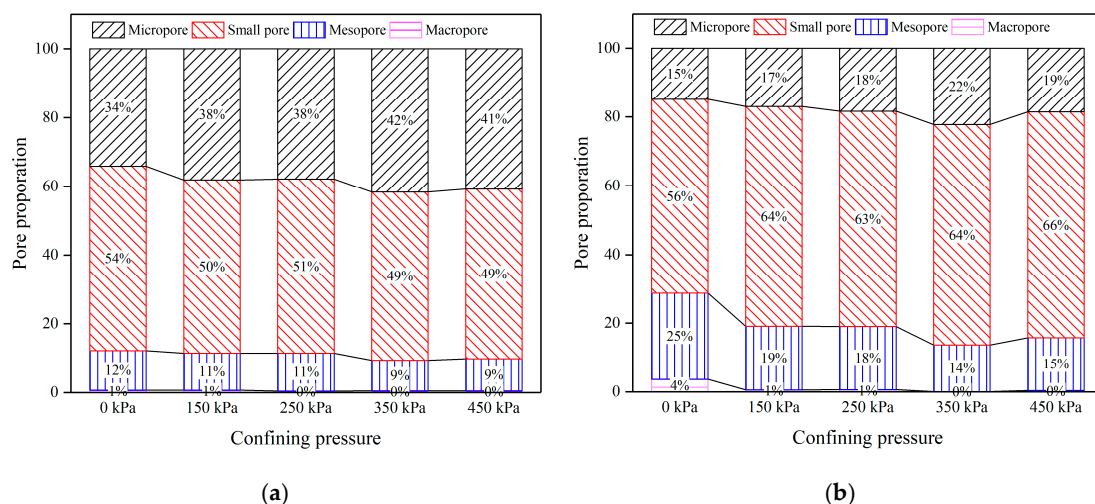 Micropore Small pore Mesopore Macropore
100
80
60
40
20
0
Pore proporation
34% 38% 38% 42% 41%
54% 50% 51% 49% 49%
12% 11% 11% 9% 9%
1% 1% 0% 0% 0%
0 kPa 150 kPa 250 kPa 350 kPa 450 kPa
Confining pressure
(a)
Micropore Small pore Mesopore Macropore
100
80
60
40
20
0
Pore proporation
15% 17% 18% 22% 19%
56% 64% 63% 64% 66%
25% 19% 18% 14% 15%
4% 1% 1% 0% 0%
0 kPa 150 kPa 250 kPa 350 kPa 450 kPa
Confining pressure
(b)